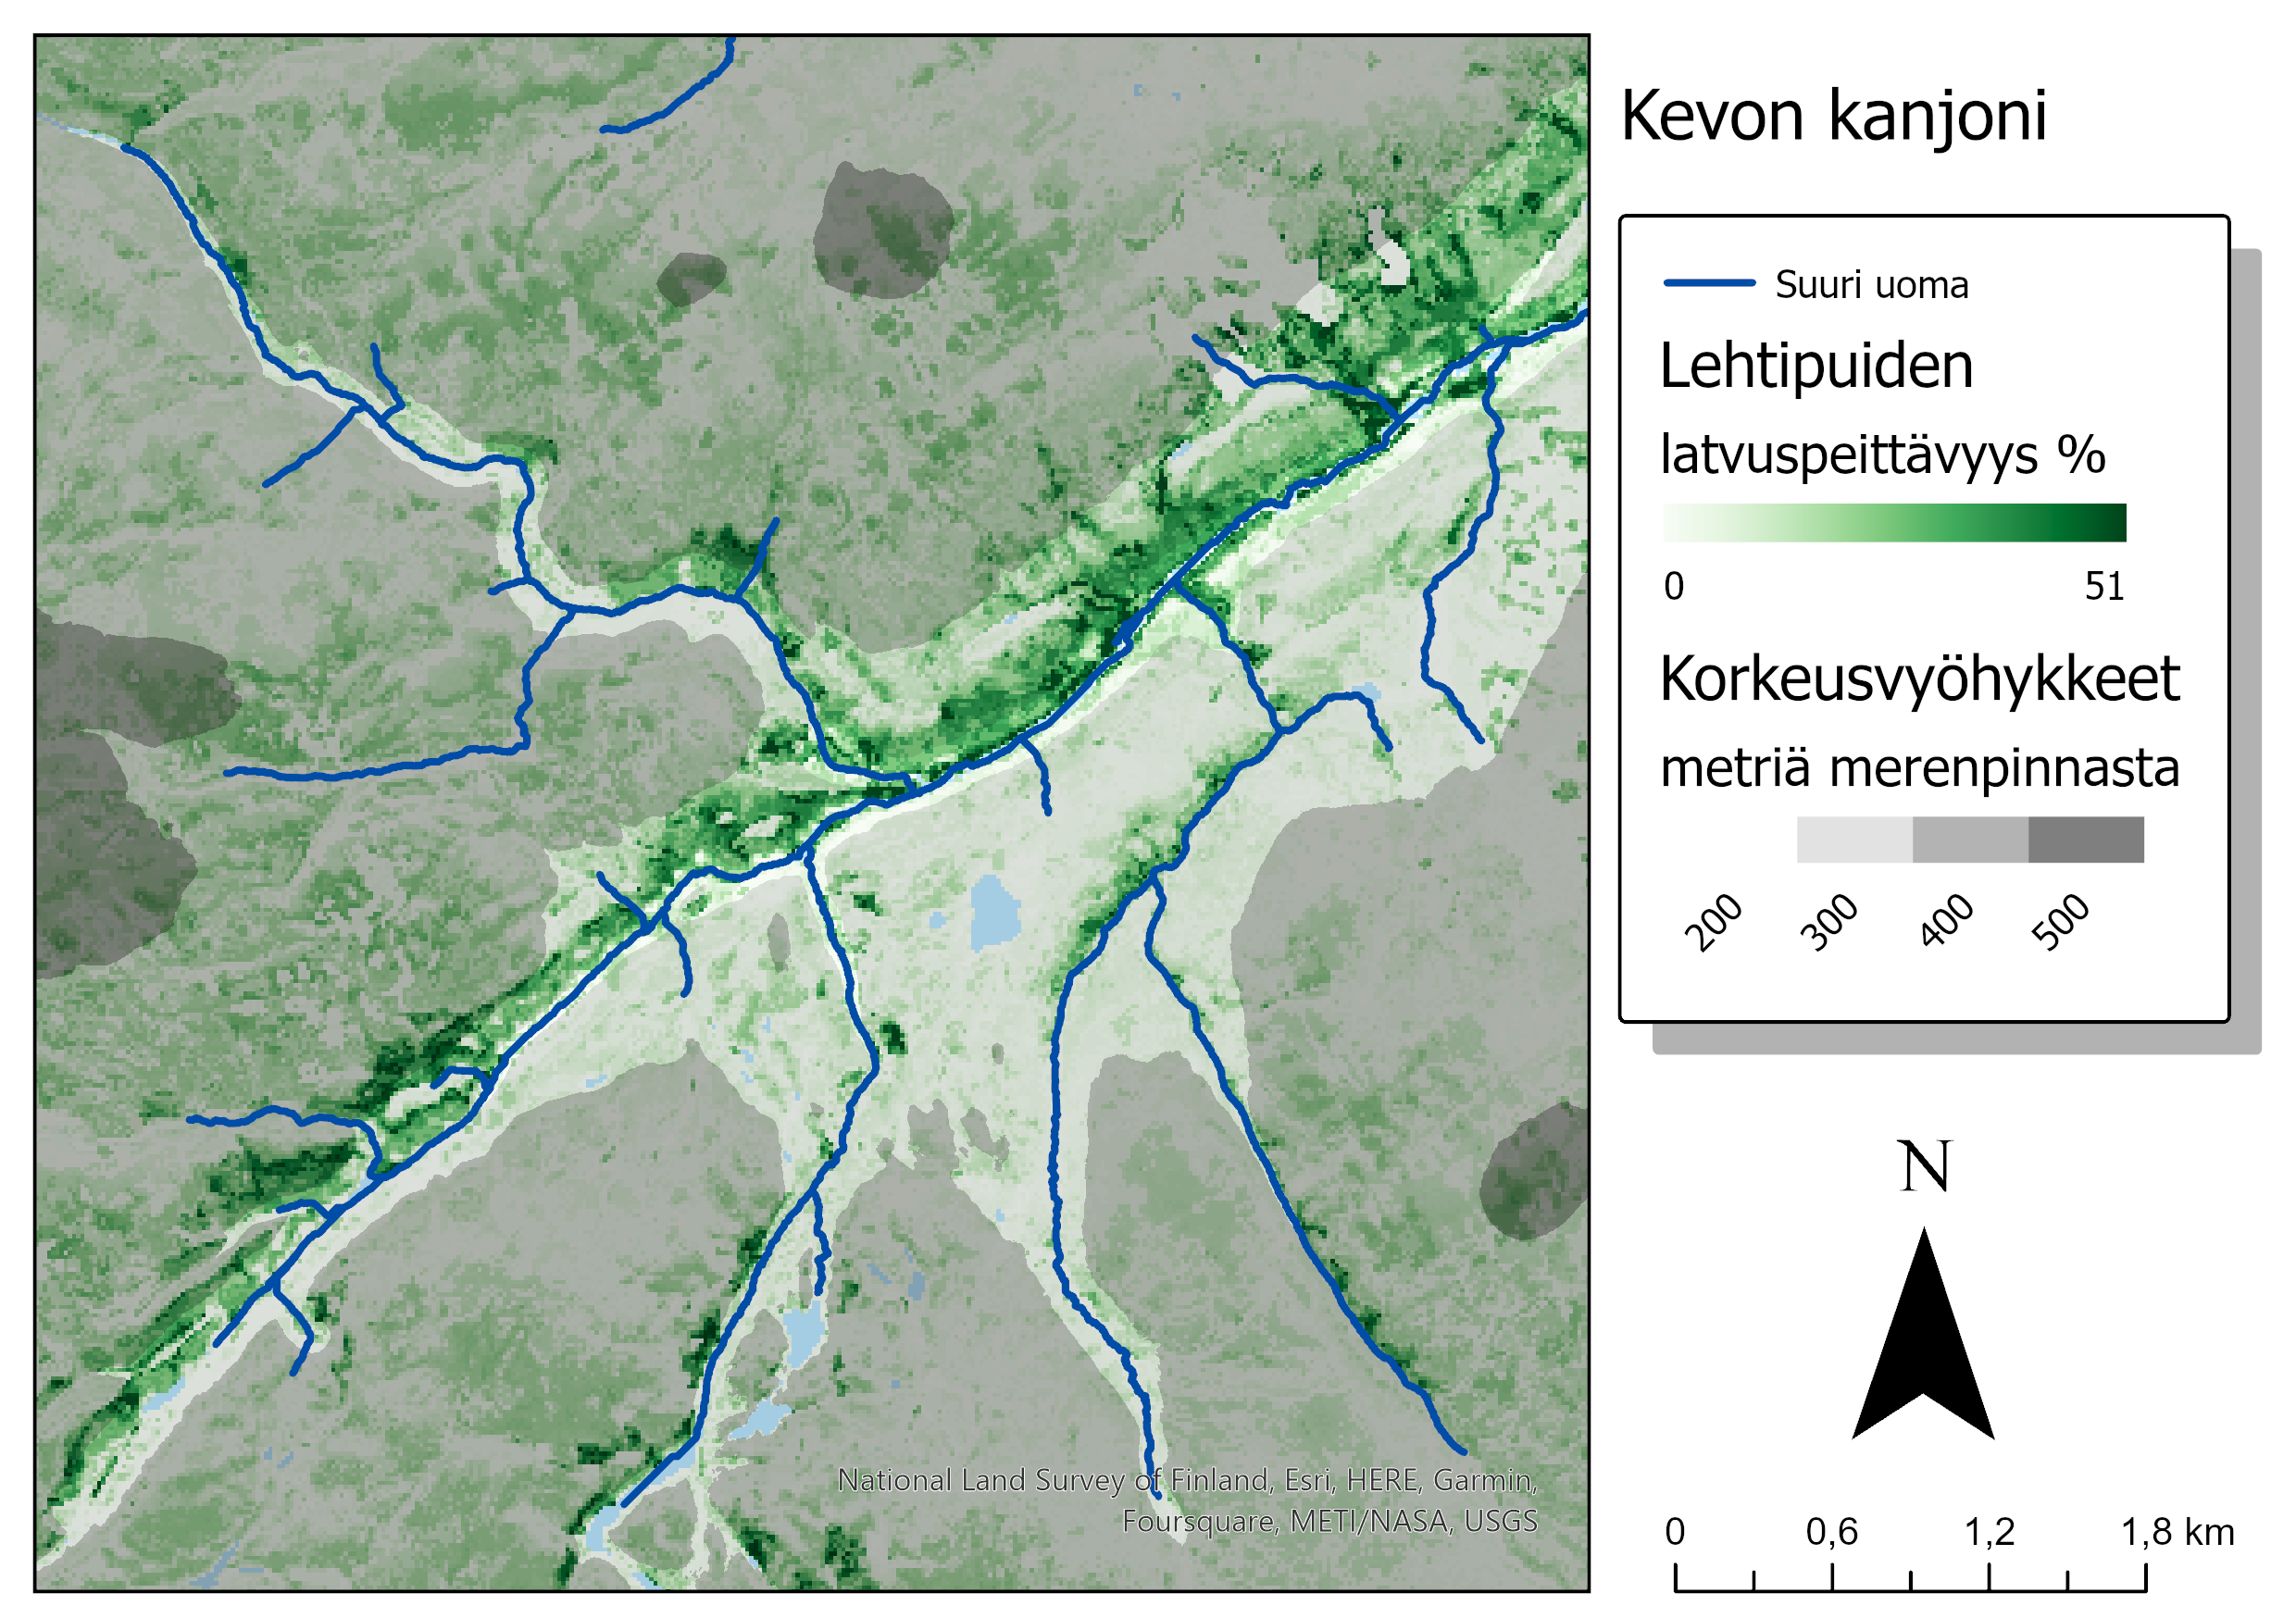 Kevon kanjoni
Suuri uoma
Lehtipuiden
latvuspeittävyys %
0 51
Korkeusvyöhykkeet
metriä merenpinnasta
200 300 400 500
N
National Land Survey of Finland, Esri, HERE, Garmin,
Foursquare, METI/NASA, USGS
0 0,6 1,2 1,8 km